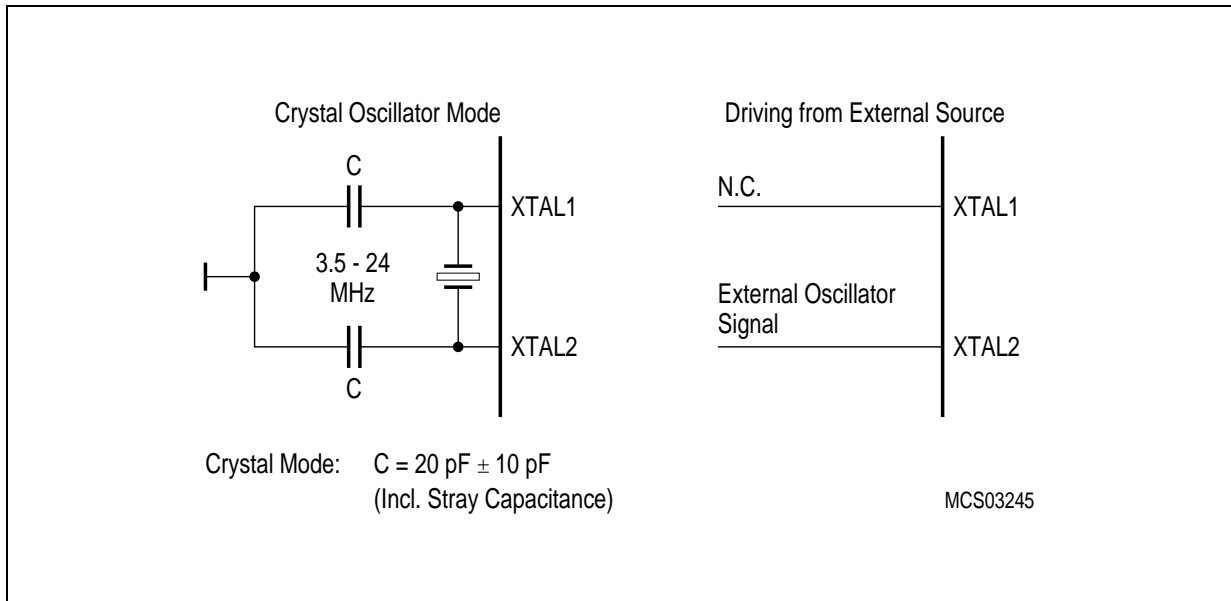 Crystal Oscillator Mode
C
XTAL1
3.5 - 24
MHz
XTAL2
C
Crystal Mode: C = 20 pF ± 10 pF
(Incl. Stray Capacitance)
Driving from External Source
N.C.
XTAL1
External Oscillator
Signal
XTAL2
MCS03245